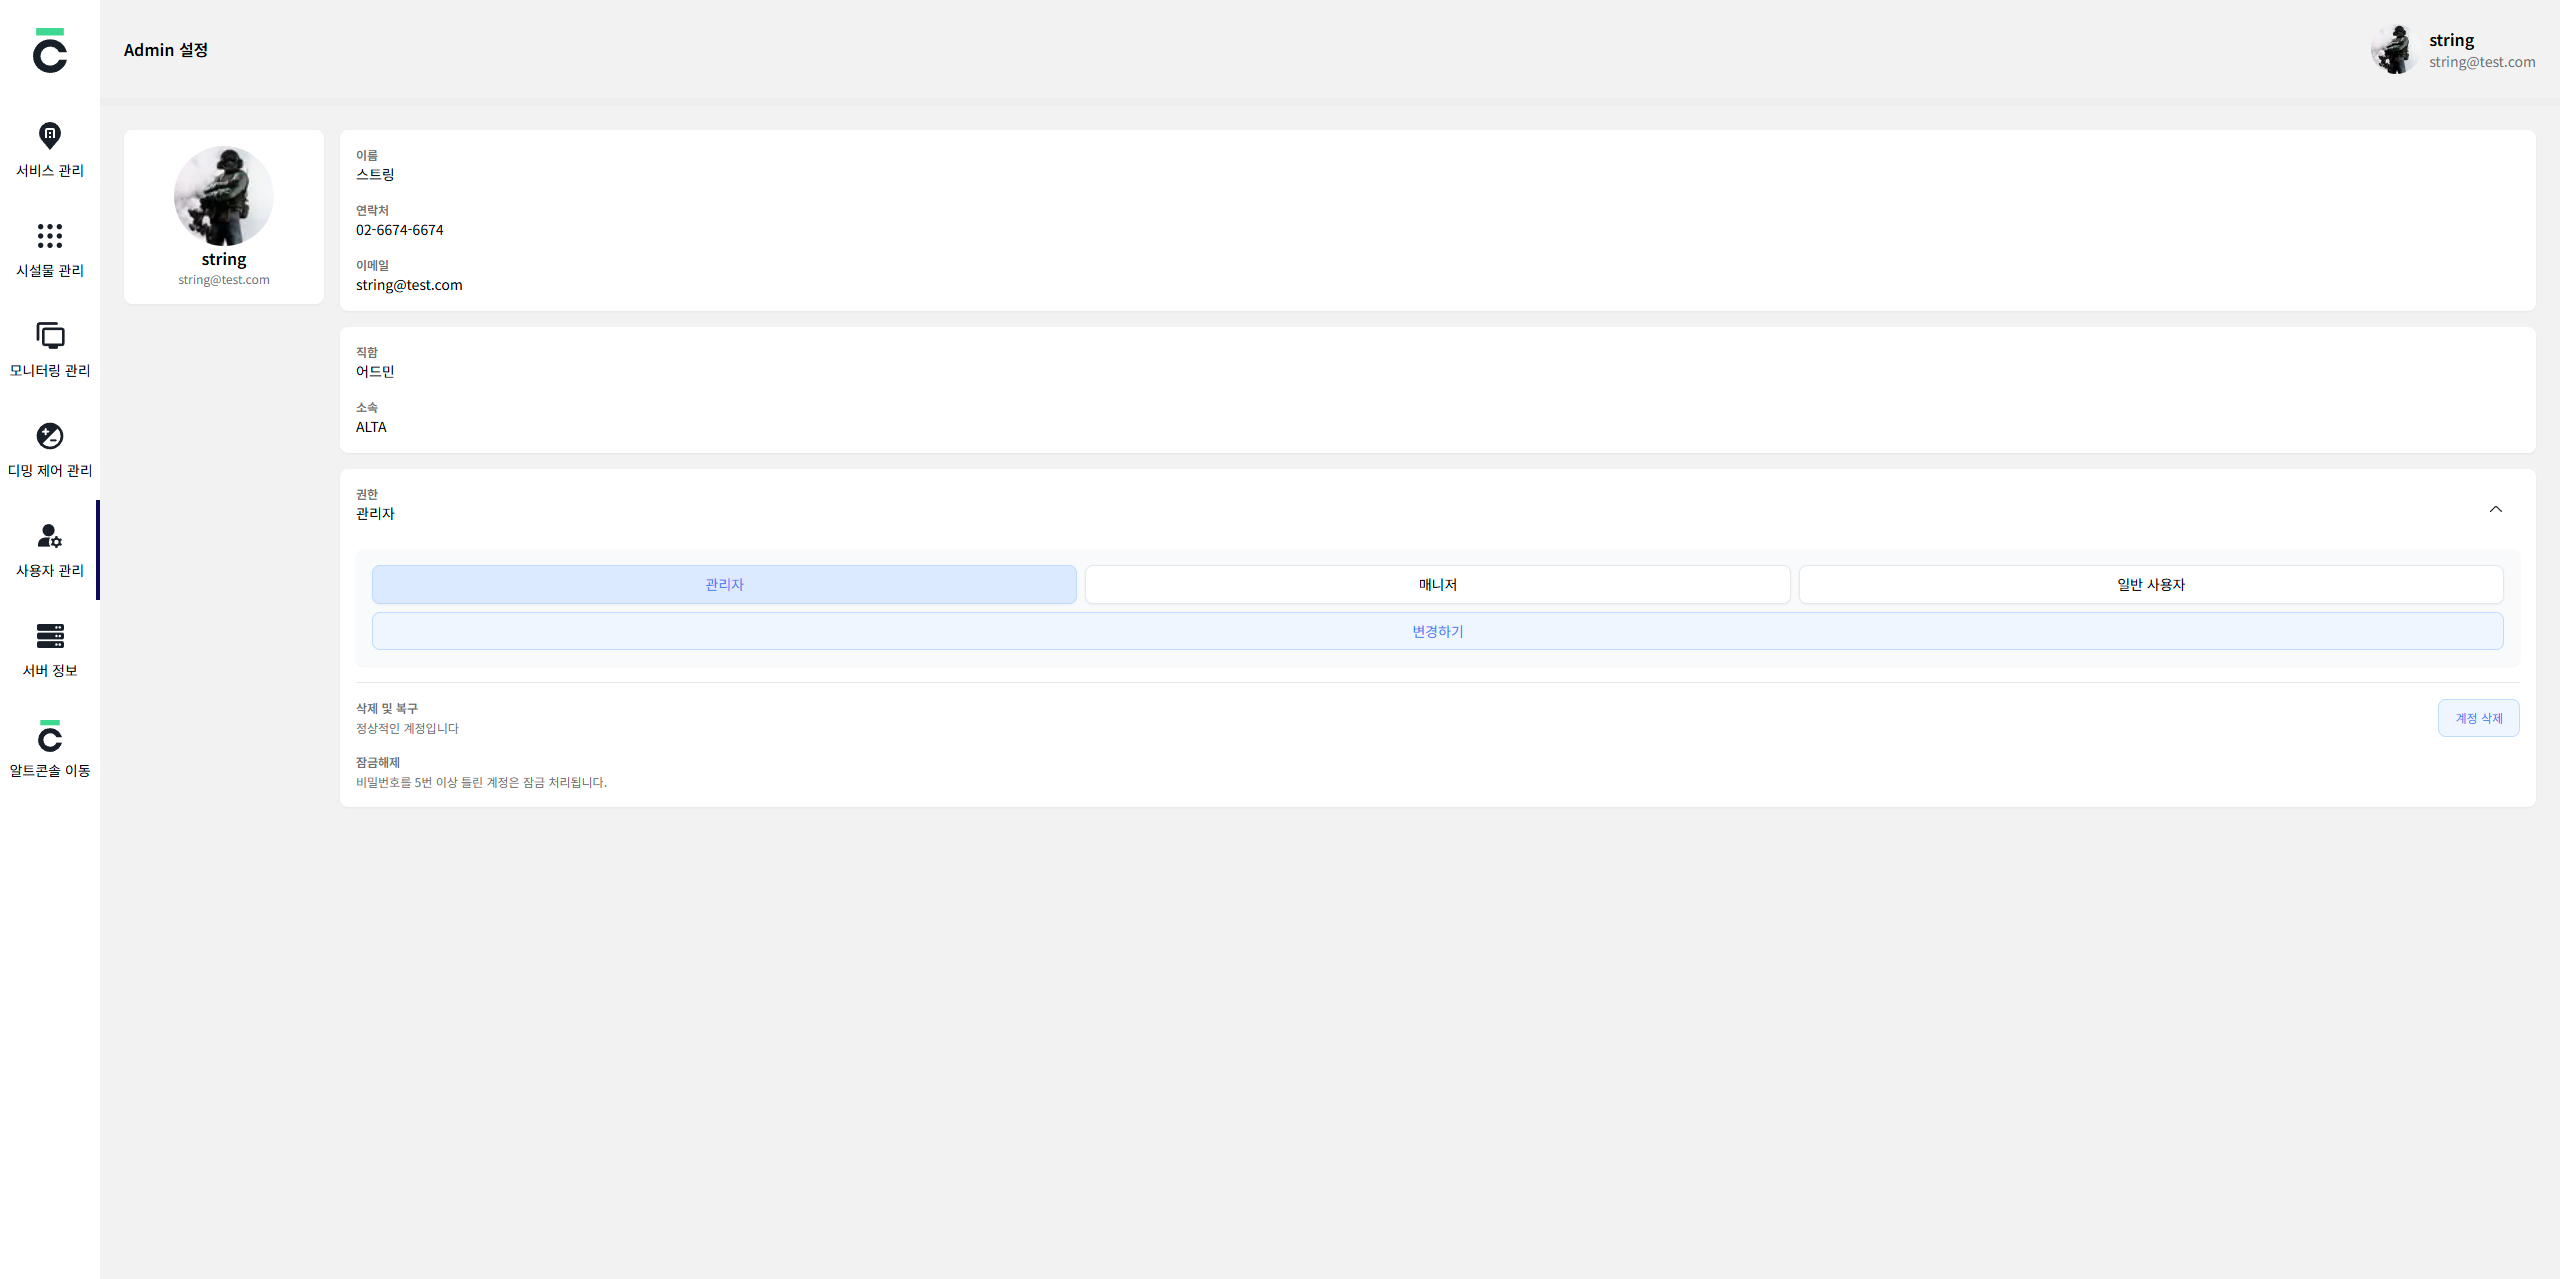 Admin 설정
string
string@test.com
서비스 관리
시설물 관리
모니터링 관리
디밍 제어 관리
사용자 관리
서버 정보
알트콘솔 이동
string
string@test.com
이름
스트링
연락처
02-6674-6674
이메일
string@test.com
직함
어드민
소속
ALTA
권한
관리자
관리자
매니저
일반 사용자
변경하기
삭제 및 복구
정상적인 계정입니다
계정 삭제
잠금해제
비밀번호를 5번 이상 틀린 계정은 잠금 처리됩니다.